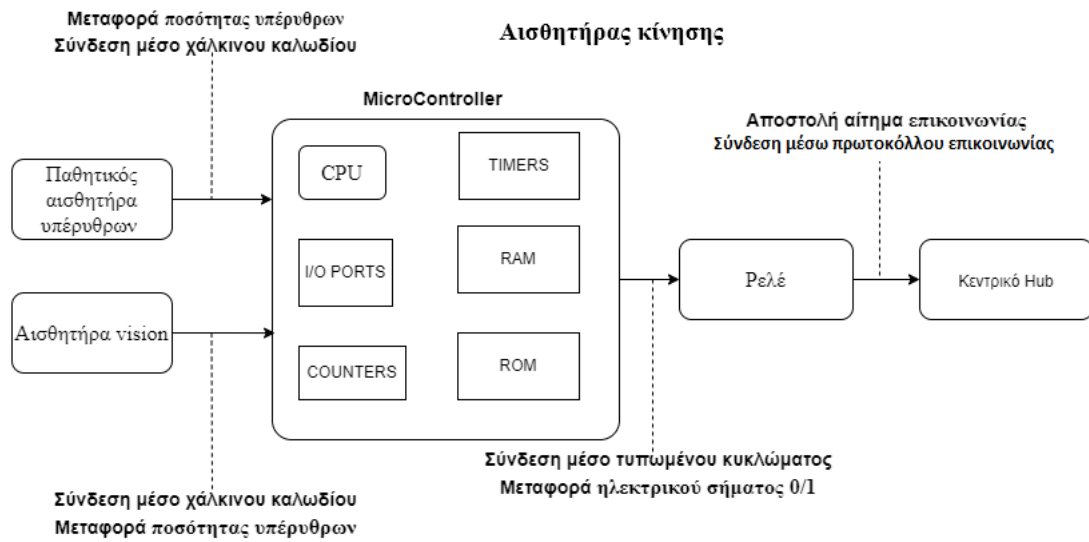 Μεταφορά ποσότητας υπέρυθρων
Σύνδεση μέσο χάλκινου καλωδίου
Αισθητήρας κίνησης
MicroController
Αποστολή αίτημα επικοινωνίας
Σύνδεση μέσω πρωτοκόλλου επικοινωνίας
Παθητικός
αισθητήρα
υπέρυθρων
CPU
TIMERS
I/O PORTS
RAM
Ρελέ
Κεντρικό Hub
Αισθητήρα vision
COUNTERS
ROM
Σύνδεση μέσο τυπωμένου κυκλώματος
Μεταφορά ηλεκτρικού σήματος 0/1
Σύνδεση μέσο χάλκινου καλωδίου
Μεταφορά ποσότητας υπέρυθρων